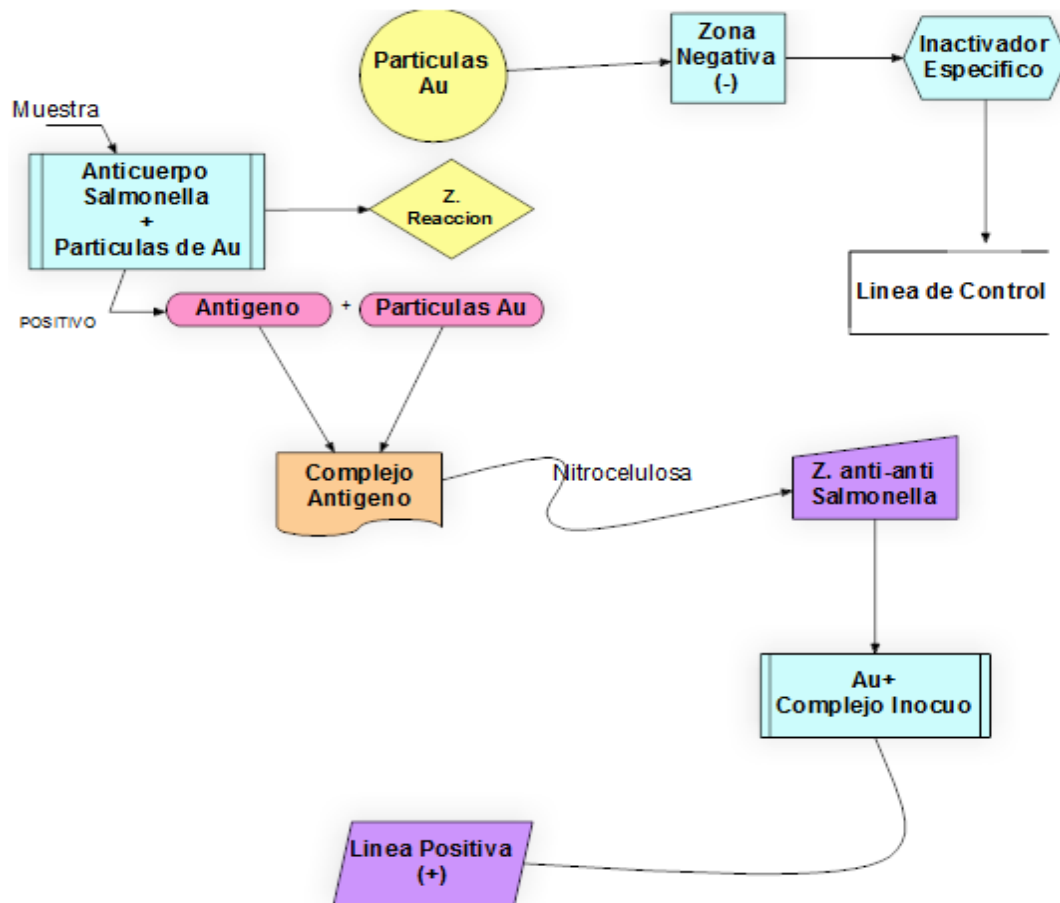 Particulas
Au
Zona
Negativa
(-)
Inactivador
Especifico
Muestra
Anticuerpo
Salmonella
+
Particulas de Au
Z.
Reaccion
Linea de Control
POSITIVO
Antigeno
+
Particulas Au
Complejo
Antigeno
Nitrocelulosa
Z. anti-anti
Salmonella
Au+
Complejo Inocuo
Linea Positiva
(+)